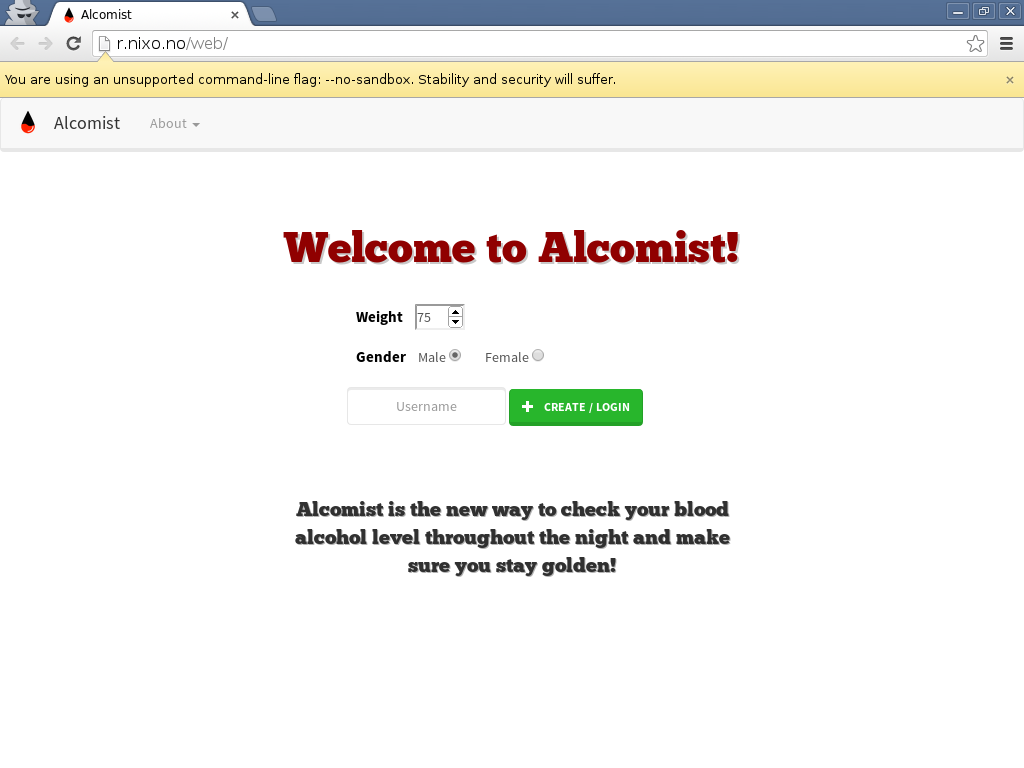 Alcomist
r.nixo.no/web/
You are using an unsupported command-line flag: --no-sandbox. Stability and security will suffer.
Alcomist About
Welcome to Alcomist!
Weight 75
Gender Male Female
Username CREATE / LOGIN
Alcomist is the new way to check your blood
alcohol level throughout the night and make
sure you stay golden!